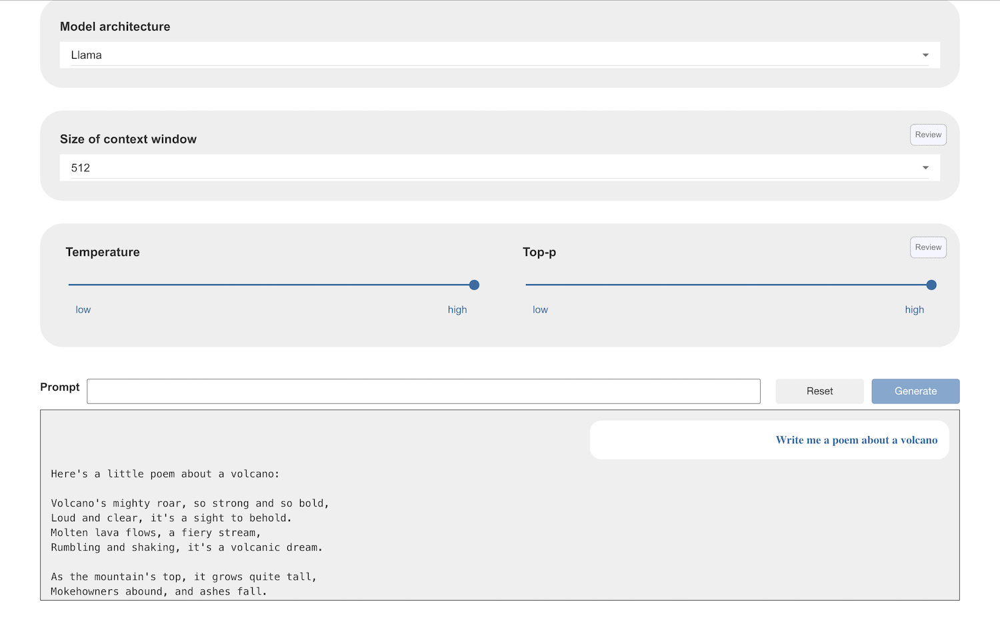 Model architecture
Llama
Size of context window
Review
512
Temperature
Top-p
Review
low
high
low
high
Prompt
Reset
Generate
Write me a poem about a volcano
Here's a little poem about a volcano:
Volcano's mighty roar, so strong and so bold,
Loud and clear, it's a sight to behold.
Molten lava flows, a fiery stream,
Rumbling and shaking, it's a volcanic dream.
As the mountain's top, it grows quite tall,
Mokehowners abound, and ashes fall.